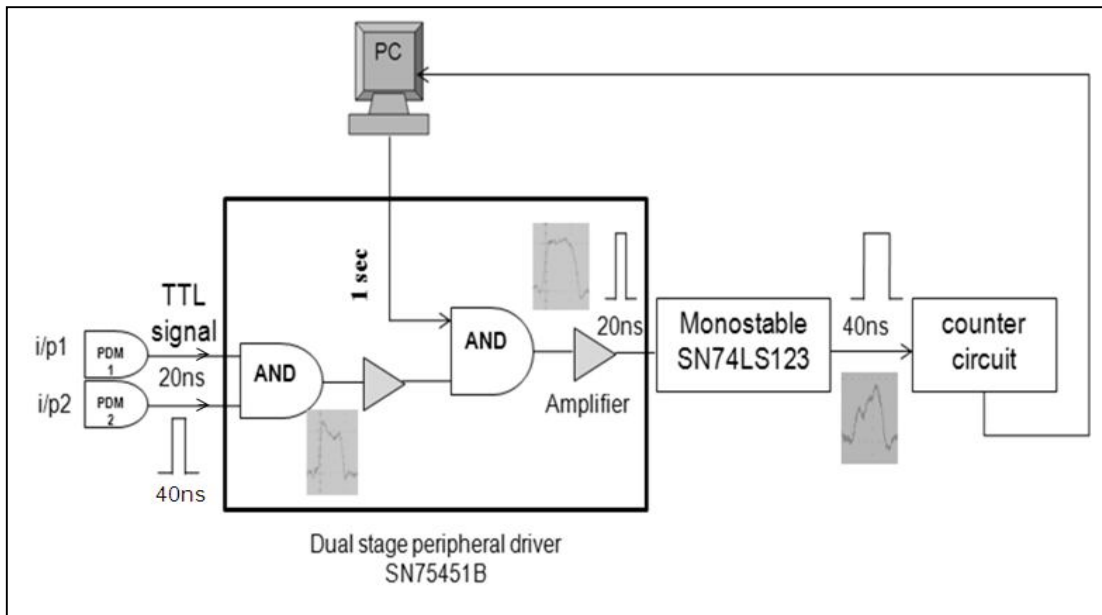 PC
1 sec
TTL
signal
i/p1
PDM
1
20ns
AND
i/p2
PDM
2
40ns
AND
Amplifier
20ns
Monostable
SN74LS123
40ns
counter
circuit
Dual stage peripheral driver
SN75451B